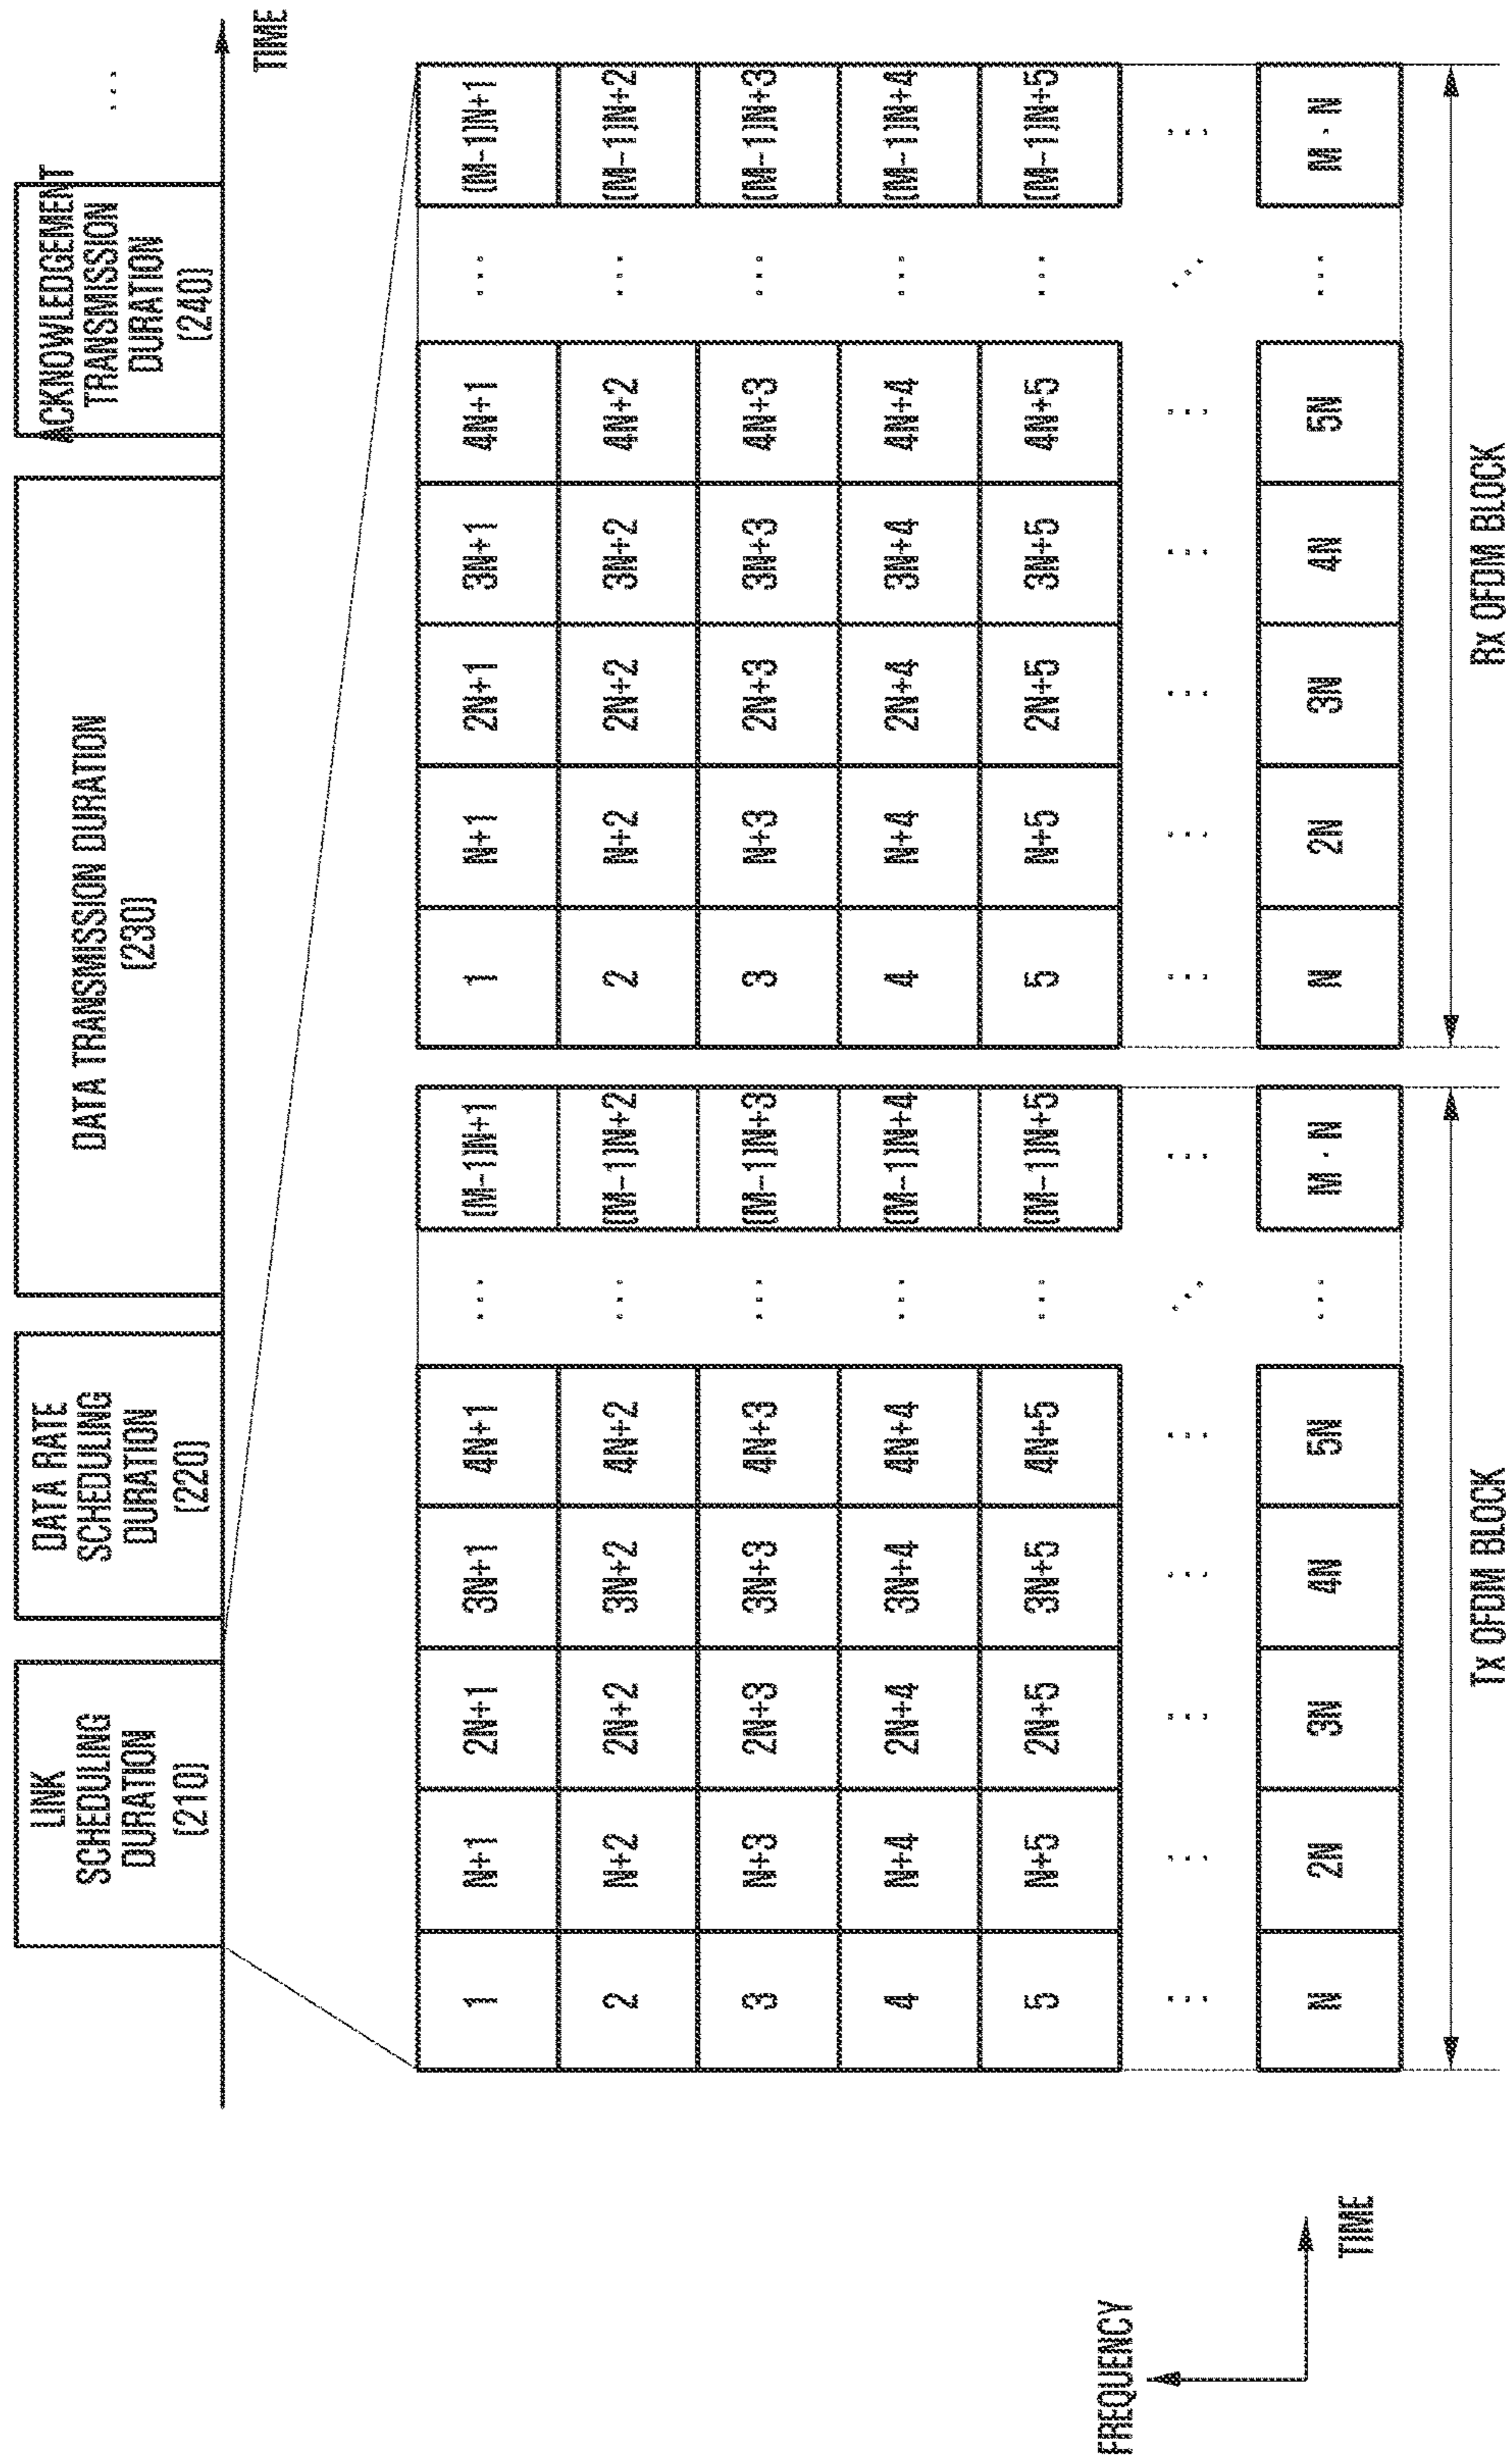 LINK
SCHEDULING
DURATION
(210)
DATA RATE
SCHEDULING
DURATION
(220)
DATA TRANSMISSION DURATION
(230)
ACKNOWLEDGEMENT
TRANSMISSION
DURATION
(240)
...
TIME
1 N+1 2N+1 3N+1 4N+1 ... (M-1)N+1 1 N+1 2N+1 3N+1 4N+1 ... (M-1)N+1
2 N+2 2N+2 3N+2 4N+2 ... (M-1)N+2 2 N+2 2N+2 3N+2 4N+2 ... (M-1)N+2
3 N+3 2N+3 3N+3 4N+3 ... (M-1)N+3 3 N+3 2N+3 3N+3 4N+3 ... (M-1)N+3
4 N+4 2N+4 3N+4 4N+4 ... (M-1)N+4 4 N+4 2N+4 3N+4 4N+4 ... (M-1)N+4
5 N+5 2N+5 3N+5 4N+5 ... (M-1)N+5 5 N+5 2N+5 3N+5 4N+5 ... (M-1)N+5
... ... ... ... ... ... ... ... ... ... ... ... ... ...
N 2N 3N 4N 5N ... M · N N 2N 3N 4N 5N ... M · N
Tx OFDM BLOCK
Rx OFDM BLOCK
FREQUENCY
TIME